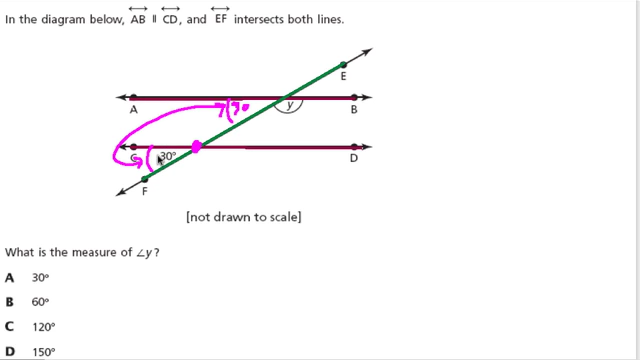 In the diagram below, AB ∥ CD, and EF intersects both lines.
E
A
y
B
30
C
30°
D
F
[not drawn to scale]
What is the measure of ∠y?
A 30°
B 60°
C 120°
D 150°